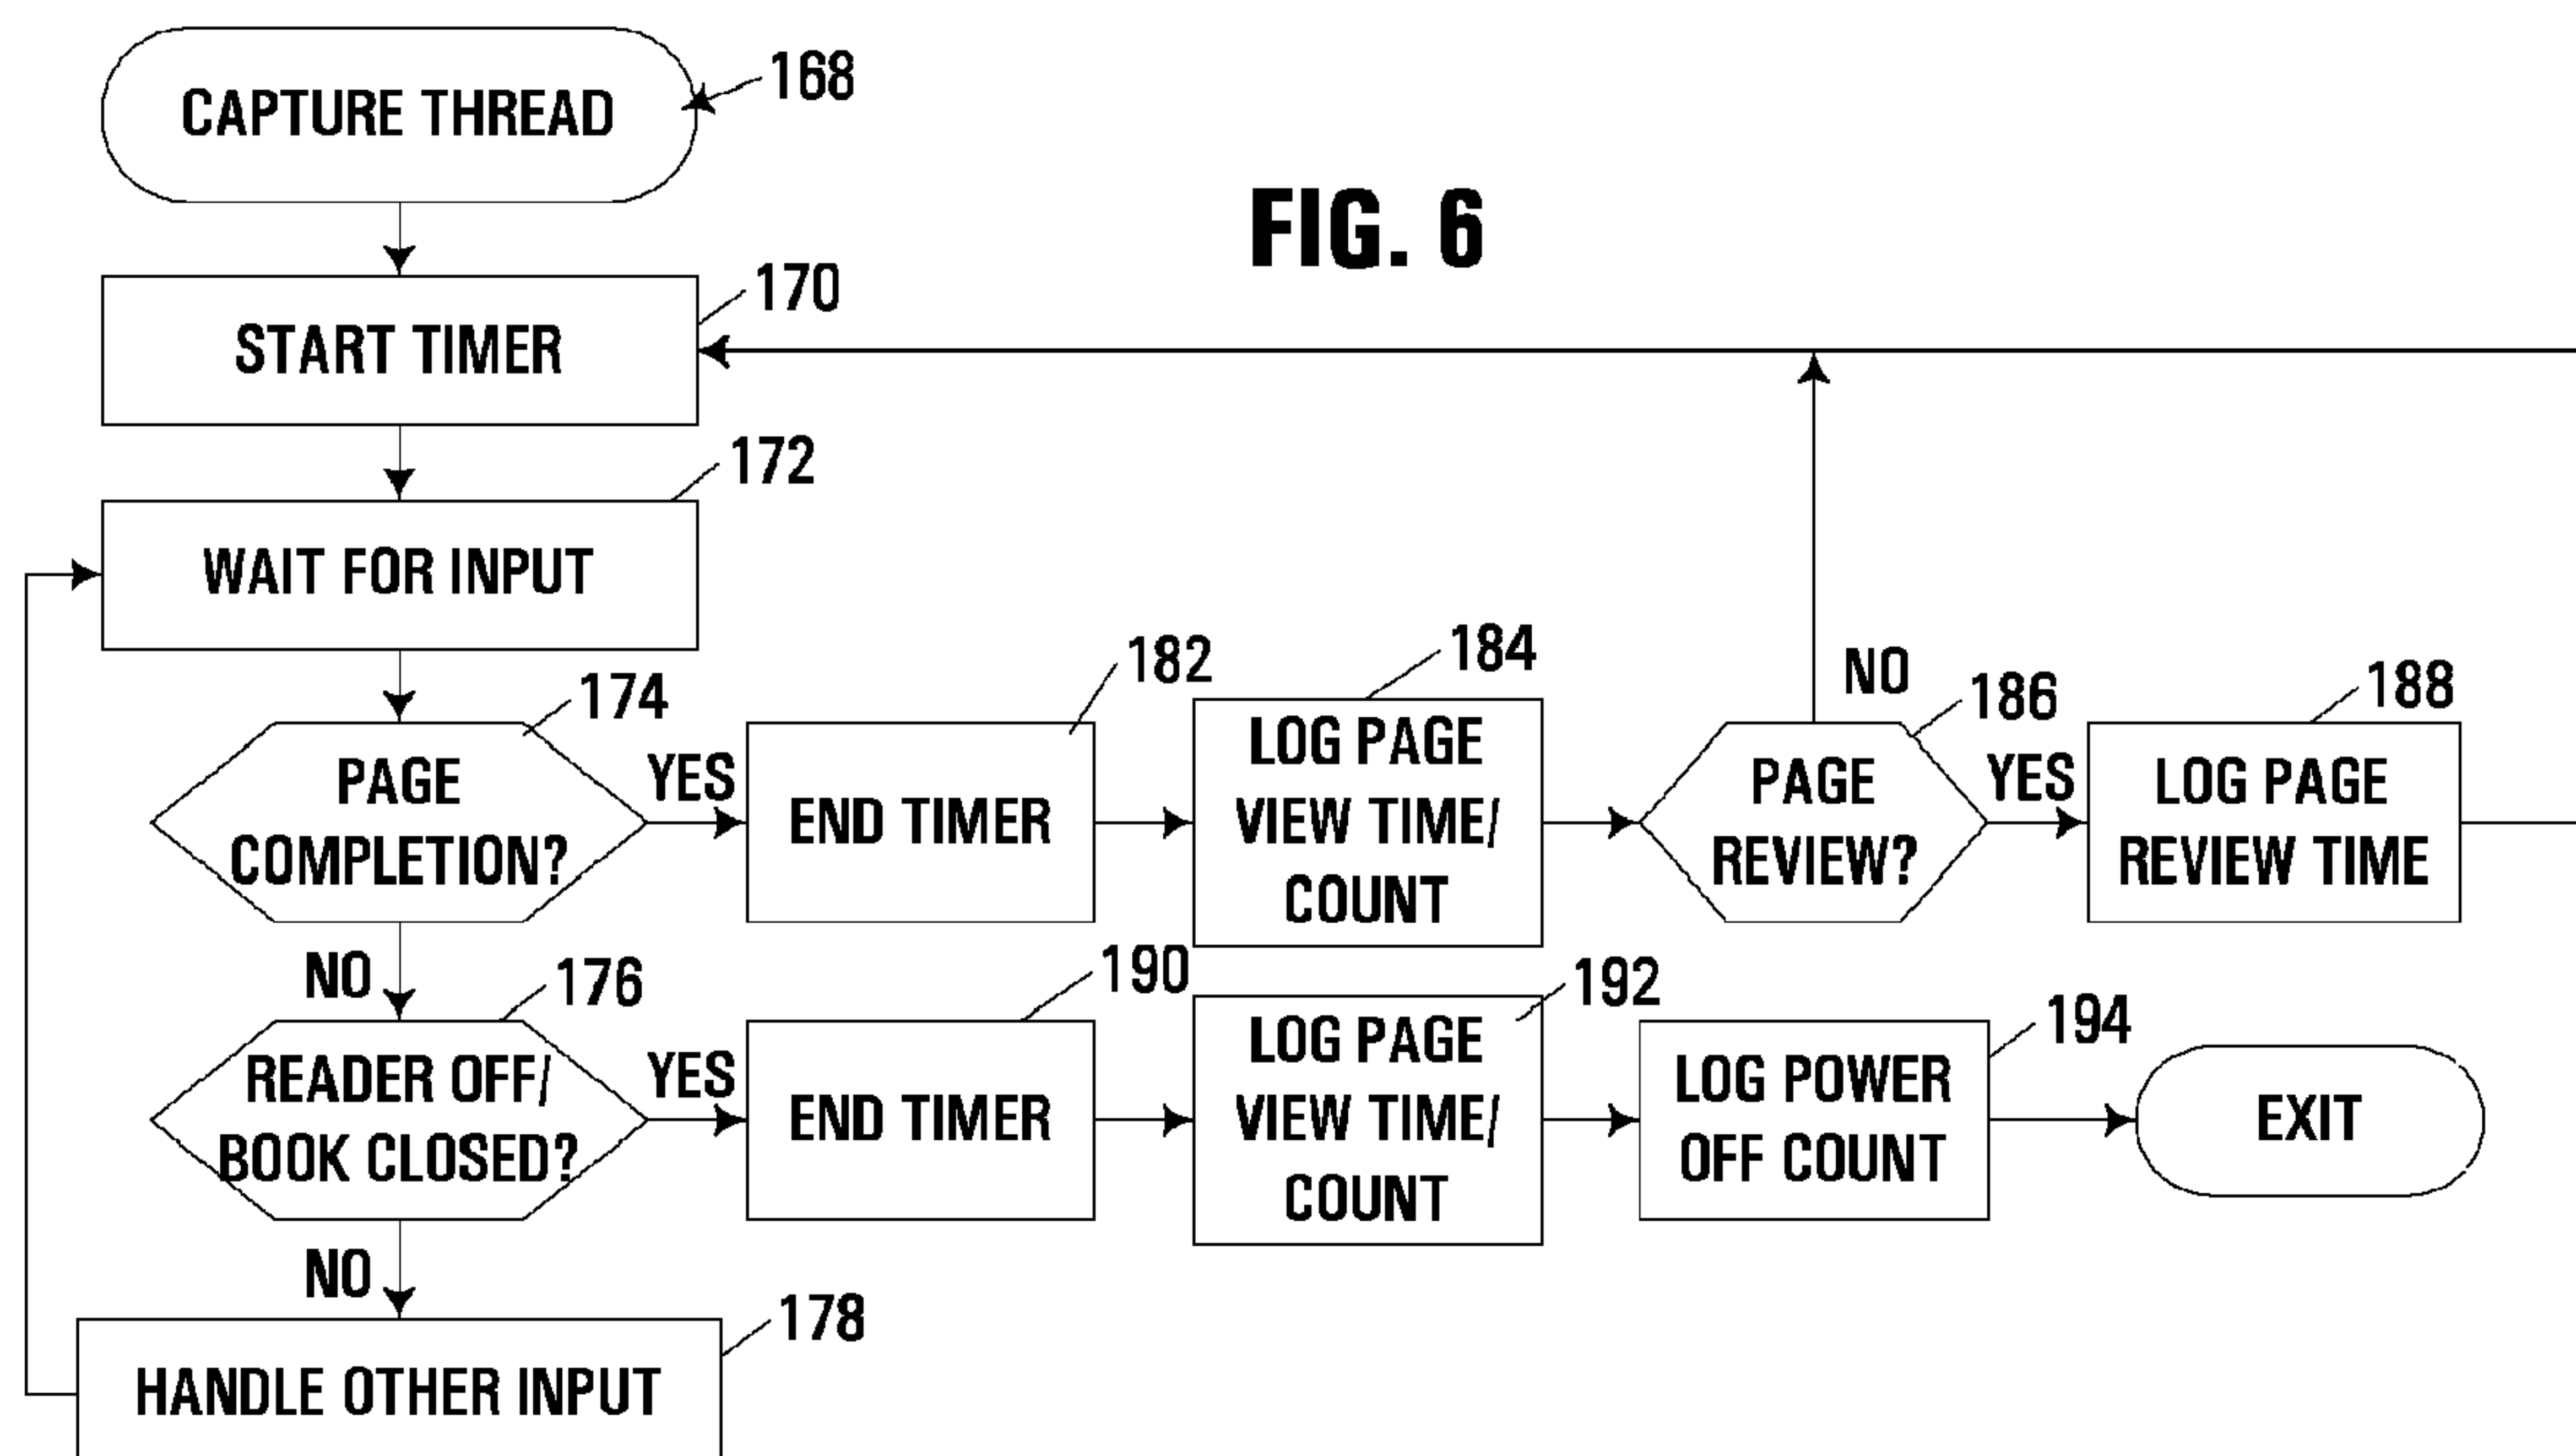 CAPTURE THREAD
168
FIG. 6
START TIMER
170
WAIT FOR INPUT
172
PAGE
COMPLETION?
174
YES
END TIMER
182
LOG PAGE
VIEW TIME/
COUNT
184
PAGE
REVIEW?
186
NO
YES
LOG PAGE
REVIEW TIME
188
NO
READER OFF/
BOOK CLOSED?
176
YES
END TIMER
190
LOG PAGE
VIEW TIME/
COUNT
192
LOG POWER
OFF COUNT
194
EXIT
NO
HANDLE OTHER INPUT
178